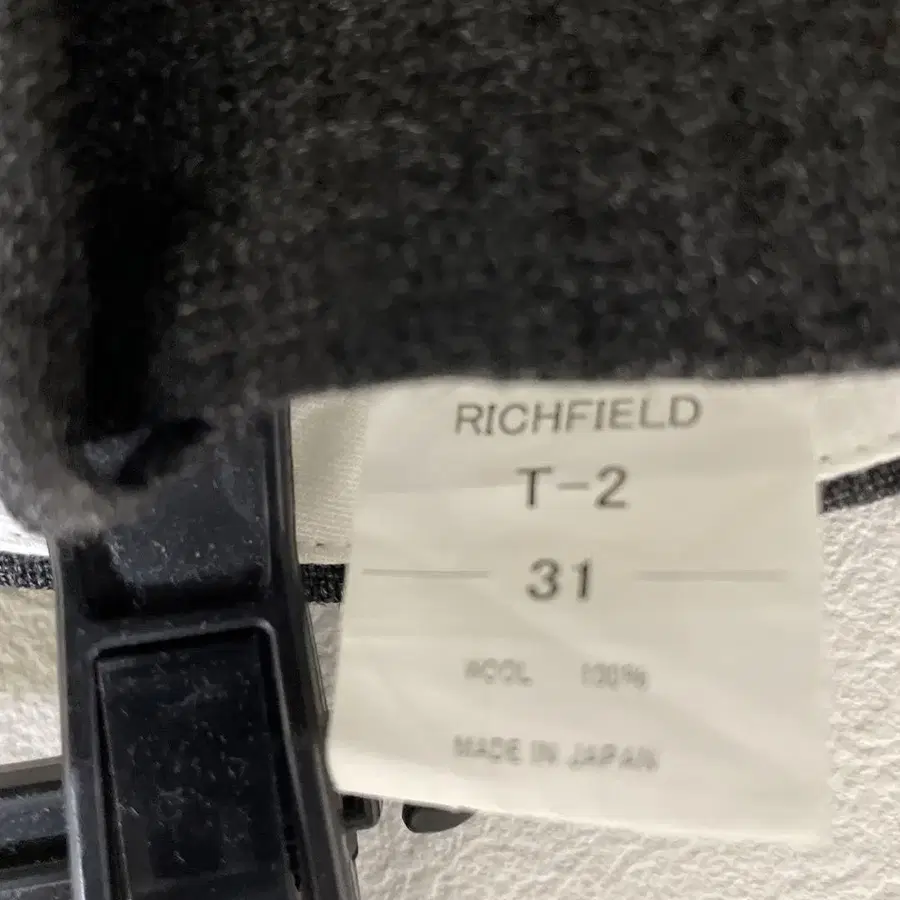 RICHFIELD
T-2
31
WOOL 100%
MADE IN JAPAN